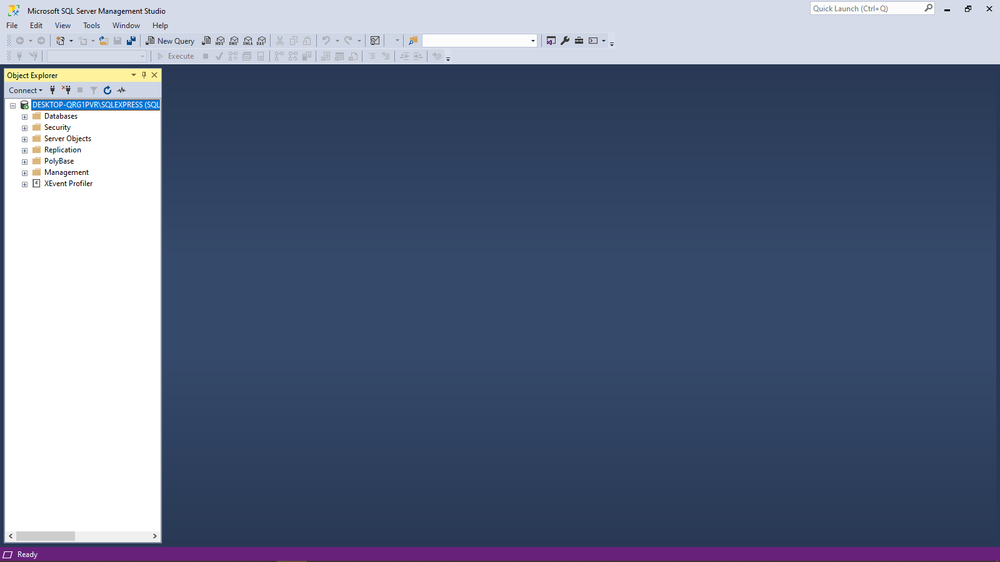 Microsoft SQL Server Management Studio
Quick Launch (Ctrl+Q)
File Edit View Tools Window Help
New Query MDX DMX XMLA DAX
Execute
Object Explorer
Connect
DESKTOP-QRG1PVR\SQLEXPRESS (SQL
Databases
Security
Server Objects
Replication
PolyBase
Management
XEvent Profiler
Ready